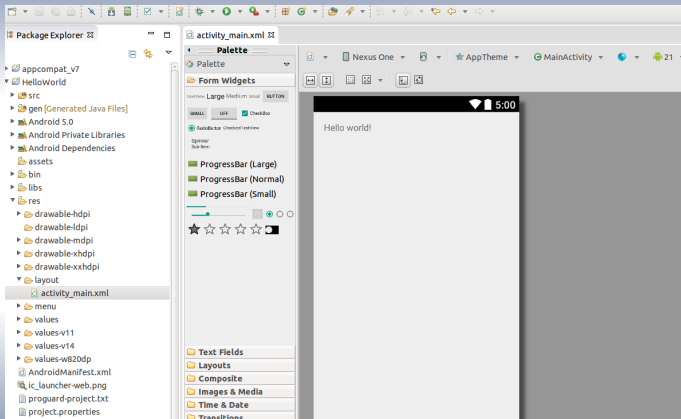 Package Explorer
appcompat_v7
HelloWorld
src
gen [Generated Java Files]
Android 5.0
Android Private Libraries
Android Dependencies
assets
bin
libs
res
drawable-hdpi
drawable-ldpi
drawable-mdpi
drawable-xhdpi
drawable-xxhdpi
layout
activity_main.xml
menu
values
values-v11
values-v14
values-w820dp
AndroidManifest.xml
ic_launcher-web.png
proguard-project.txt
project.properties
activity_main.xml
Palette
Palette
Form Widgets
TextView Large Medium Small BUTTON
SMALL OFF CheckBox
RadioButton CheckedTextView
Spinner
Sub Item
ProgressBar (Large)
ProgressBar (Normal)
ProgressBar (Small)
Text Fields
Layouts
Composite
Images & Media
Time & Date
Transitions
Nexus One AppTheme MainActivity 21
5:00
Hello world!